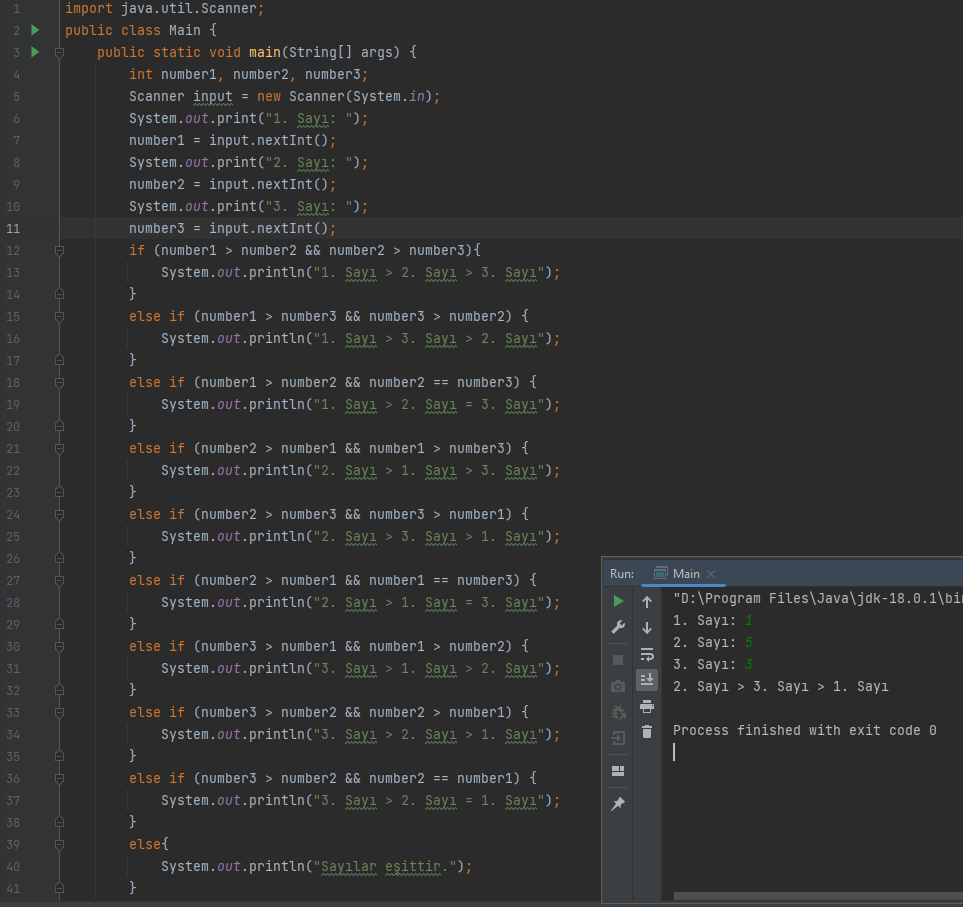 1 import java.util.Scanner;
2 public class Main {
3 public static void main(String[] args) {
4 int number1, number2, number3;
5 Scanner input = new Scanner(System.in);
6 System.out.print("1. Sayı: ");
7 number1 = input.nextInt();
8 System.out.print("2. Sayı: ");
9 number2 = input.nextInt();
10 System.out.print("3. Sayı: ");
11 number3 = input.nextInt();
12 if (number1 > number2 && number2 > number3){
13 System.out.println("1. Sayı > 2. Sayı > 3. Sayı");
14 }
15 else if (number1 > number3 && number3 > number2) {
16 System.out.println("1. Sayı > 3. Sayı > 2. Sayı");
17 }
18 else if (number1 > number2 && number2 == number3) {
19 System.out.println("1. Sayı > 2. Sayı = 3. Sayı");
20 }
21 else if (number2 > number1 && number1 > number3) {
22 System.out.println("2. Sayı > 1. Sayı > 3. Sayı");
23 }
24 else if (number2 > number3 && number3 > number1) {
25 System.out.println("2. Sayı > 3. Sayı > 1. Sayı");
26 }
27 else if (number2 > number1 && number1 == number3) {
28 System.out.println("2. Sayı > 1. Sayı = 3. Sayı");
29 }
30 else if (number3 > number1 && number1 > number2) {
31 System.out.println("3. Sayı > 1. Sayı > 2. Sayı");
32 }
33 else if (number3 > number2 && number2 > number1) {
34 System.out.println("3. Sayı > 2. Sayı > 1. Sayı");
35 }
36 else if (number3 > number2 && number2 == number1) {
37 System.out.println("3. Sayı > 2. Sayı = 1. Sayı");
38 }
39 else{
40 System.out.println("Sayılar eşittir.");
41 }
Run: Main
"D:\Program Files\Java\jdk-18.0.1\bin
1. Sayı: 1
2. Sayı: 5
3. Sayı: 3
2. Sayı > 3. Sayı > 1. Sayı
Process finished with exit code 0